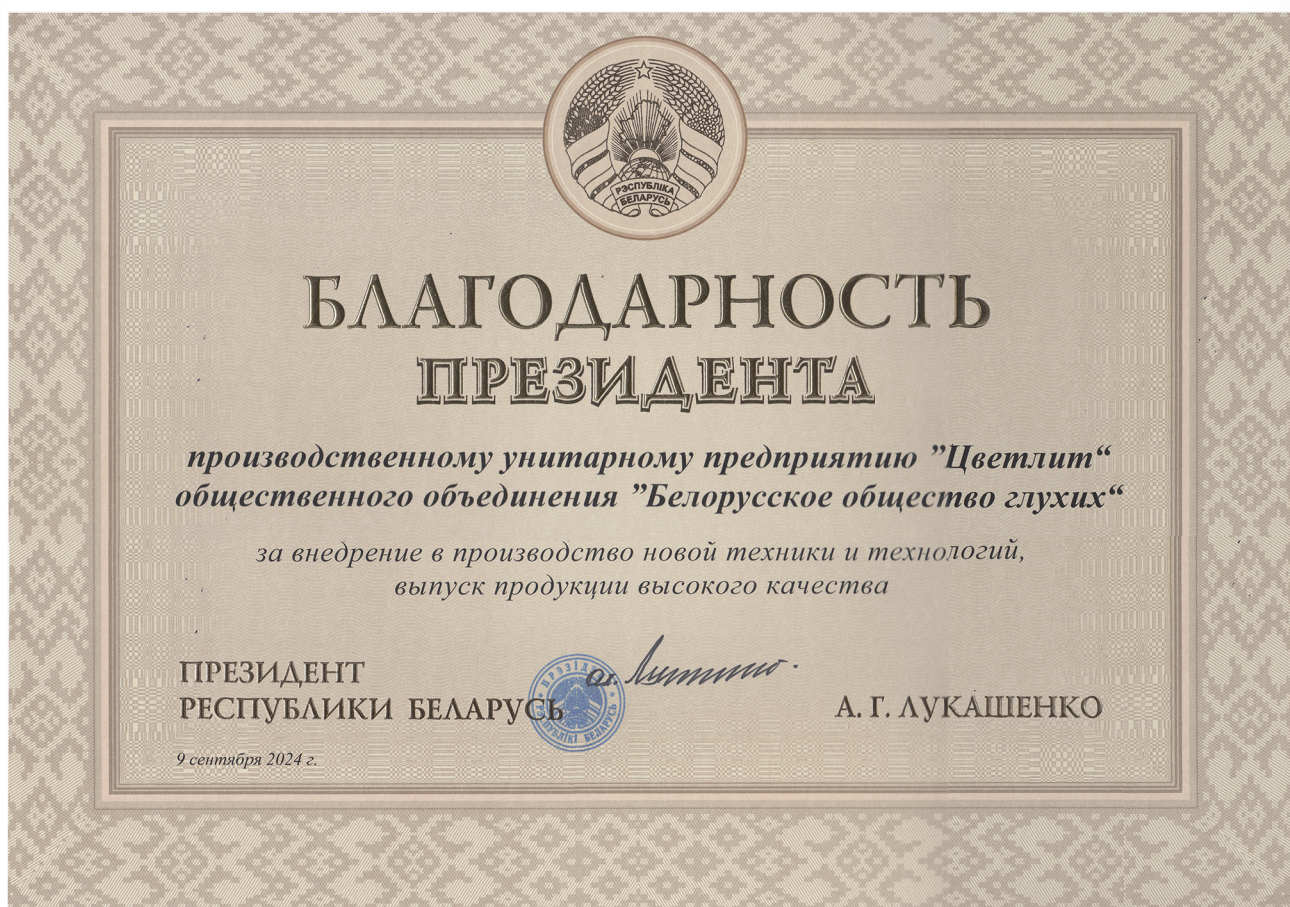 РЭСПУБЛІКА
БЕЛАРУСЬ
БЛАГОДАРНОСТЬ
ПРЕЗИДЕНТА
производственному унитарному предприятию ”Цветлит“
общественного объединения ”Белорусское общество глухих“
за внедрение в производство новой техники и технологий,
выпуск продукции высокого качества
ПРЕЗИДЕНТ
РЕСПУБЛИКИ БЕЛАРУСЬ
А. Г. ЛУКАШЕНКО
9 сентября 2024 г.